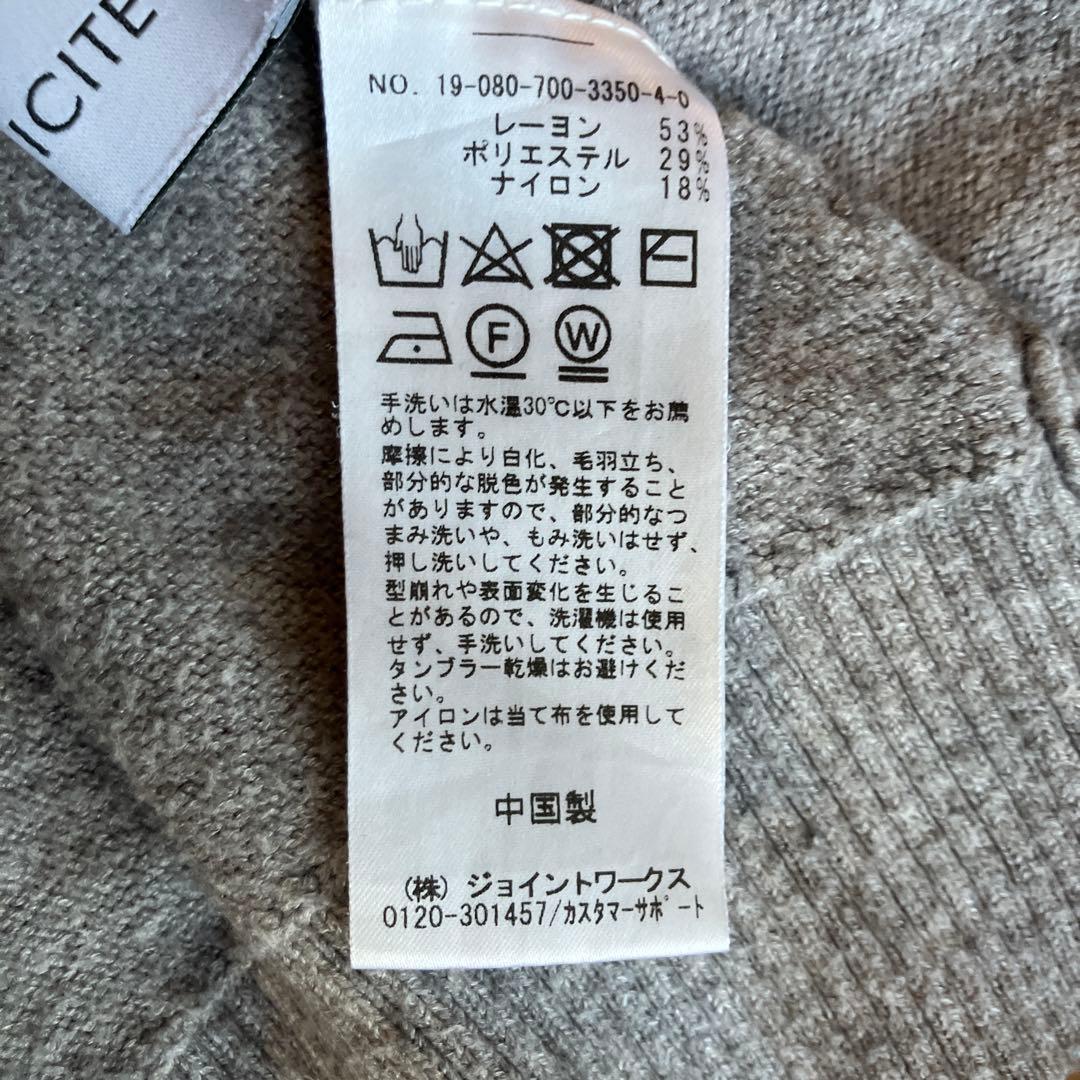 ICITE
NO. 19-080-700-3350-4-0
レーヨン 53%
ポリエステル 29%
ナイロン 18%
F
W
手洗いは水温30℃以下をお薦
めします。
摩擦により白化、毛羽立ち、
部分的な脱色が発生すること
がありますので、部分的なつ
まみ洗いや、もみ洗いはせず、
押し洗いしてください。
型崩れや表面変化を生じるこ
とがあるので、洗濯機は使用
せず、手洗いしてください。
タンブラー乾燥はお避けくだ
さい。
アイロンは当て布を使用して
ください。
中国製
(株) ジョイントワークス
0120-301457/カスタマーサポート